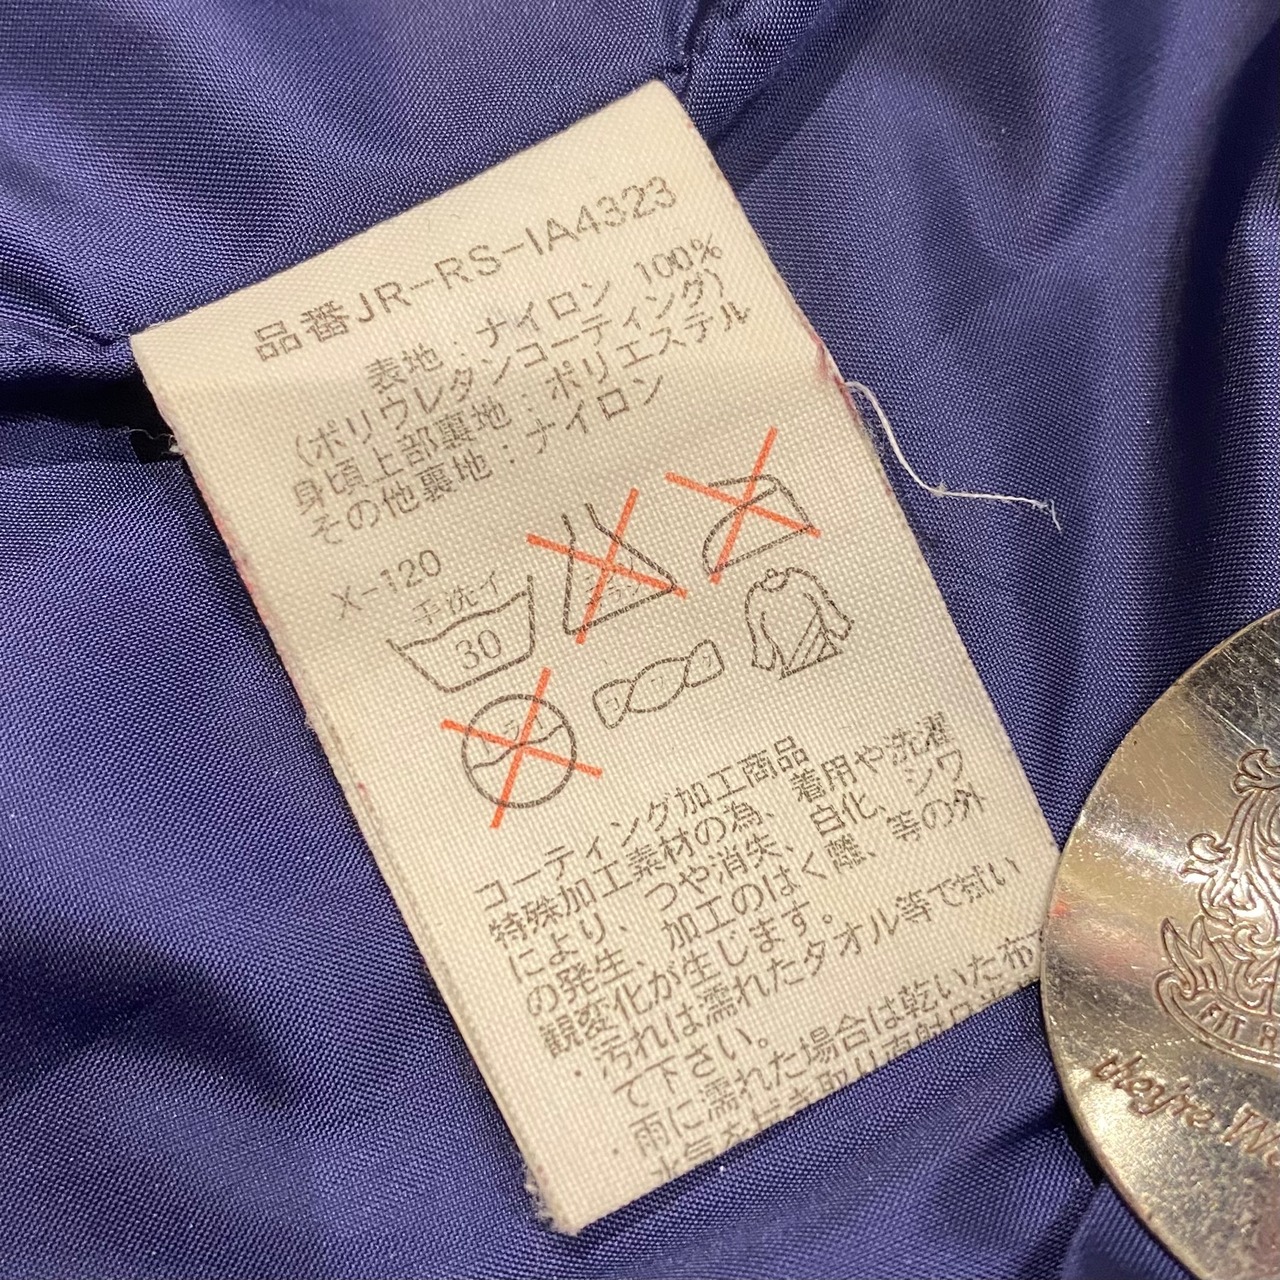 品番JR-RS-IA4323
表地：ナイロン 100%
（ポリウレタンコーティング）
身頃上部裏地：ポリエステル
その他裏地：ナイロン
X-120
手洗イ
30
ドライ
コーティング加工商品
特殊加工素材の為、着用や洗濯
により、つや消失、白化、シワ
の発生、加工のはく離、等の外
観変化が生じます。
・汚れは濡れたタオル等で拭い
て下さい。
・雨に濡れた場合は乾いた布
they're